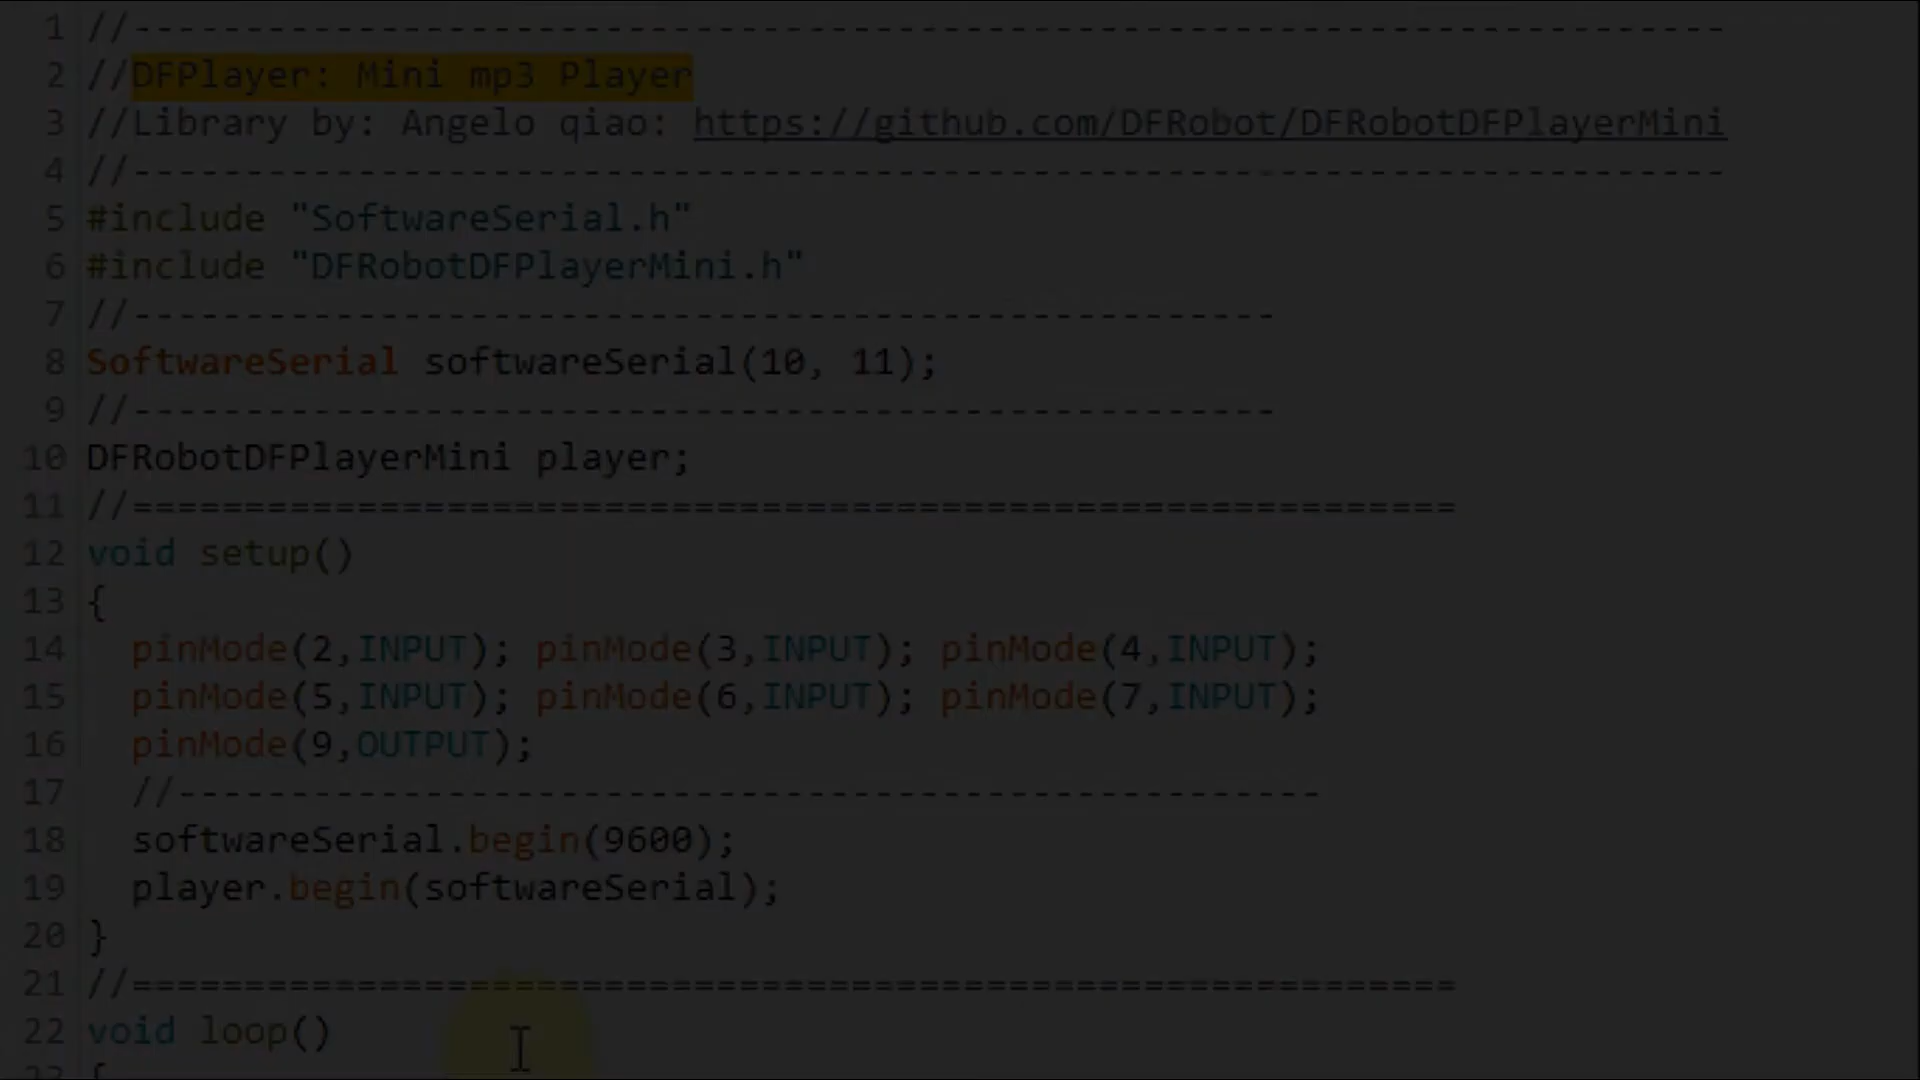 1 //-----------------------------------------------------------------------
2 //DFPlayer: Mini mp3 Player
3 //Library by: Angelo qiao: https://github.com/DFRobot/DFRobotDFPlayerMini
4 //-----------------------------------------------------------------------
5 #include "SoftwareSerial.h"
6 #include "DFRobotDFPlayerMini.h"
7 //---------------------------------------------------
8 SoftwareSerial softwareSerial(10, 11);
9 //---------------------------------------------------
10 DFRobotDFPlayerMini player;
11 //===========================================================
12 void setup()
13 {
14   pinMode(2,INPUT); pinMode(3,INPUT); pinMode(4,INPUT);
15   pinMode(5,INPUT); pinMode(6,INPUT); pinMode(7,INPUT);
16   pinMode(9,OUTPUT);
17   //---------------------------------------------------
18   softwareSerial.begin(9600);
19   player.begin(softwareSerial);
20 }
21 //===========================================================
22 void loop()
23 {